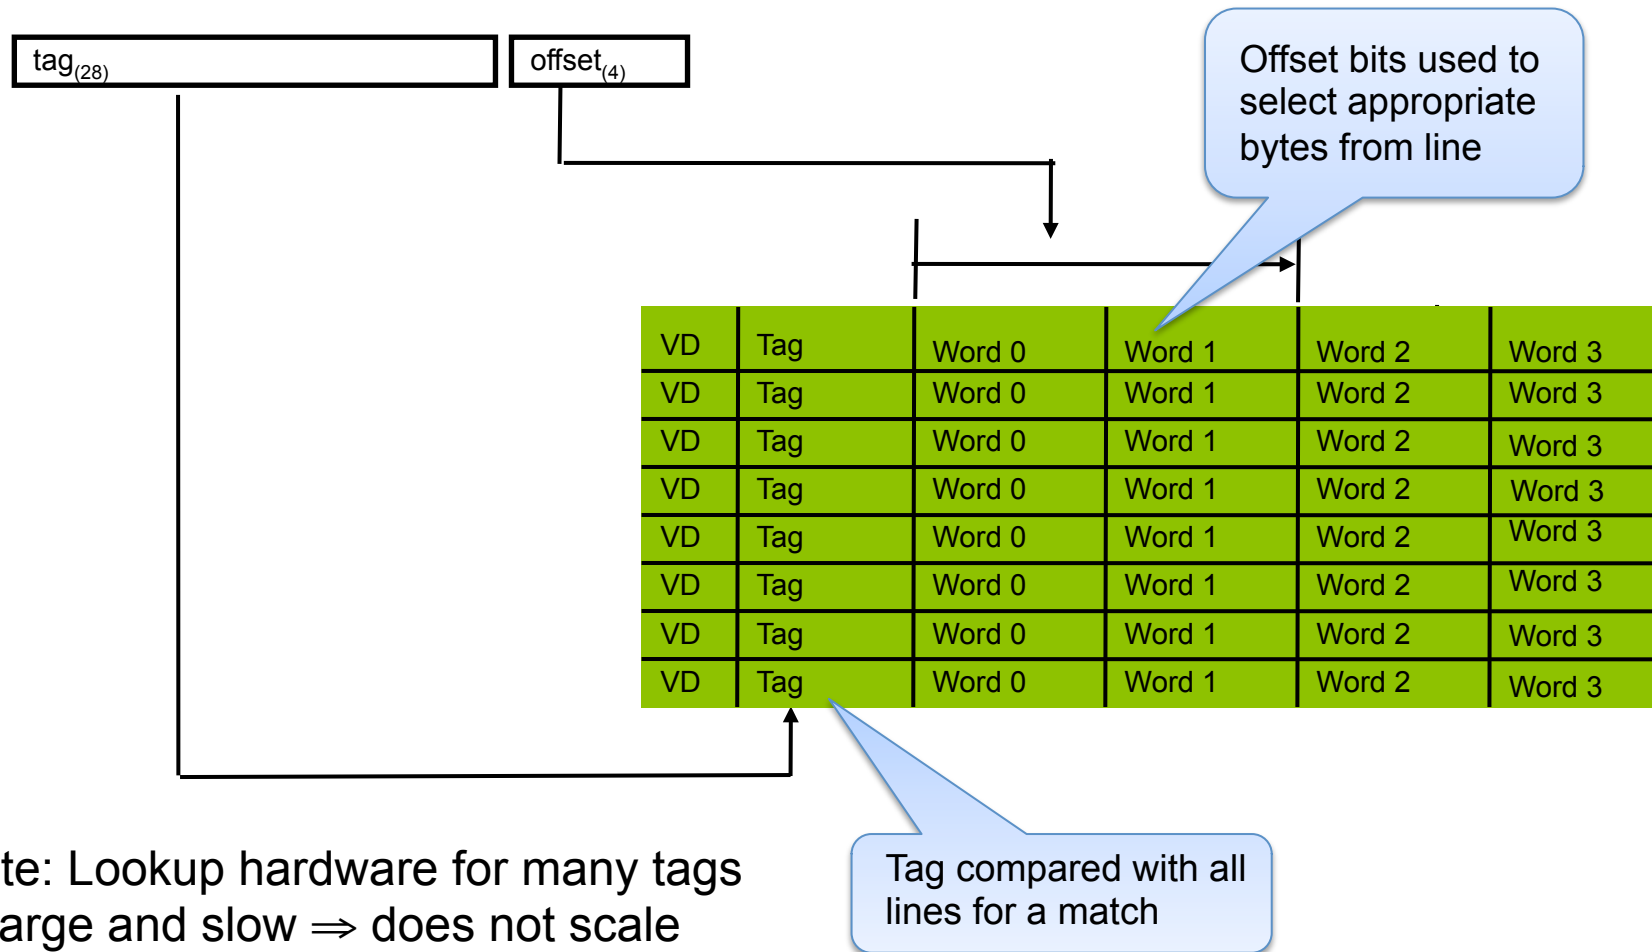 tag(28) offset(4)
Offset bits used to
select appropriate
bytes from line
VD Tag Word 0 Word 1 Word 2 Word 3
VD Tag Word 0 Word 1 Word 2 Word 3
VD Tag Word 0 Word 1 Word 2 Word 3
VD Tag Word 0 Word 1 Word 2 Word 3
VD Tag Word 0 Word 1 Word 2 Word 3
VD Tag Word 0 Word 1 Word 2 Word 3
VD Tag Word 0 Word 1 Word 2 Word 3
VD Tag Word 0 Word 1 Word 2 Word 3
te: Lookup hardware for many tags
arge and slow ⇒ does not scale
Tag compared with all
lines for a match